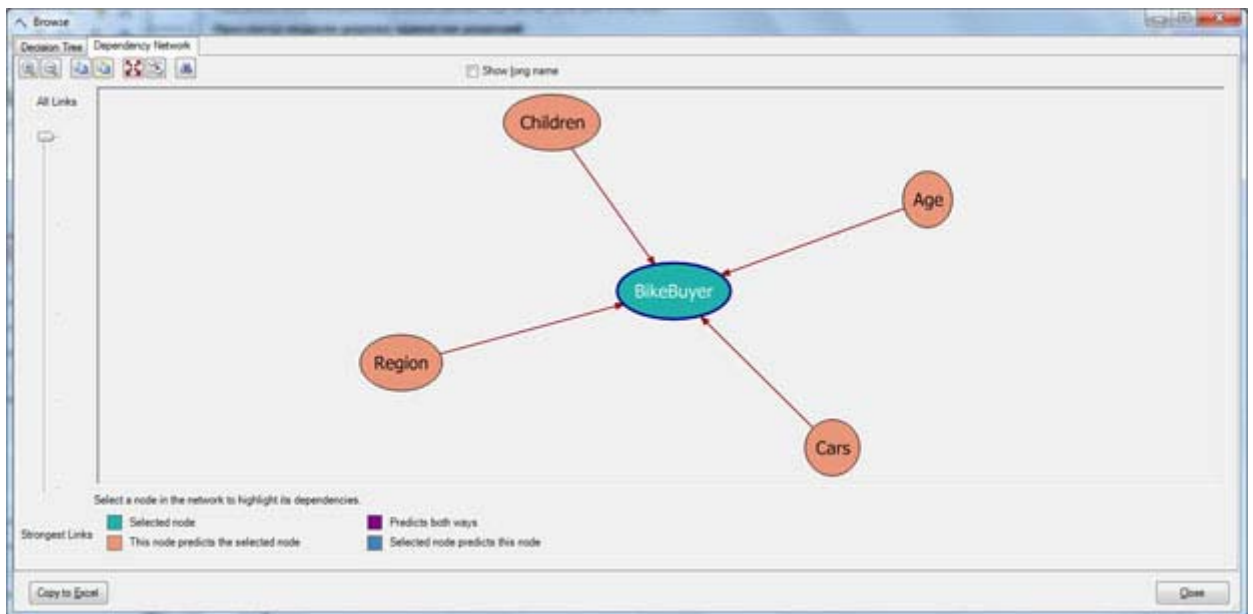 Browse
Decision Tree
Dependency Network
Show long name
All Links
Children
Age
BikeBuyer
Region
Cars
Select a node in the network to highlight its dependencies.
Strongest Links
Selected node
Predicts both ways
This node predicts the selected node
Selected node predicts this node
Copy to Excel
Close